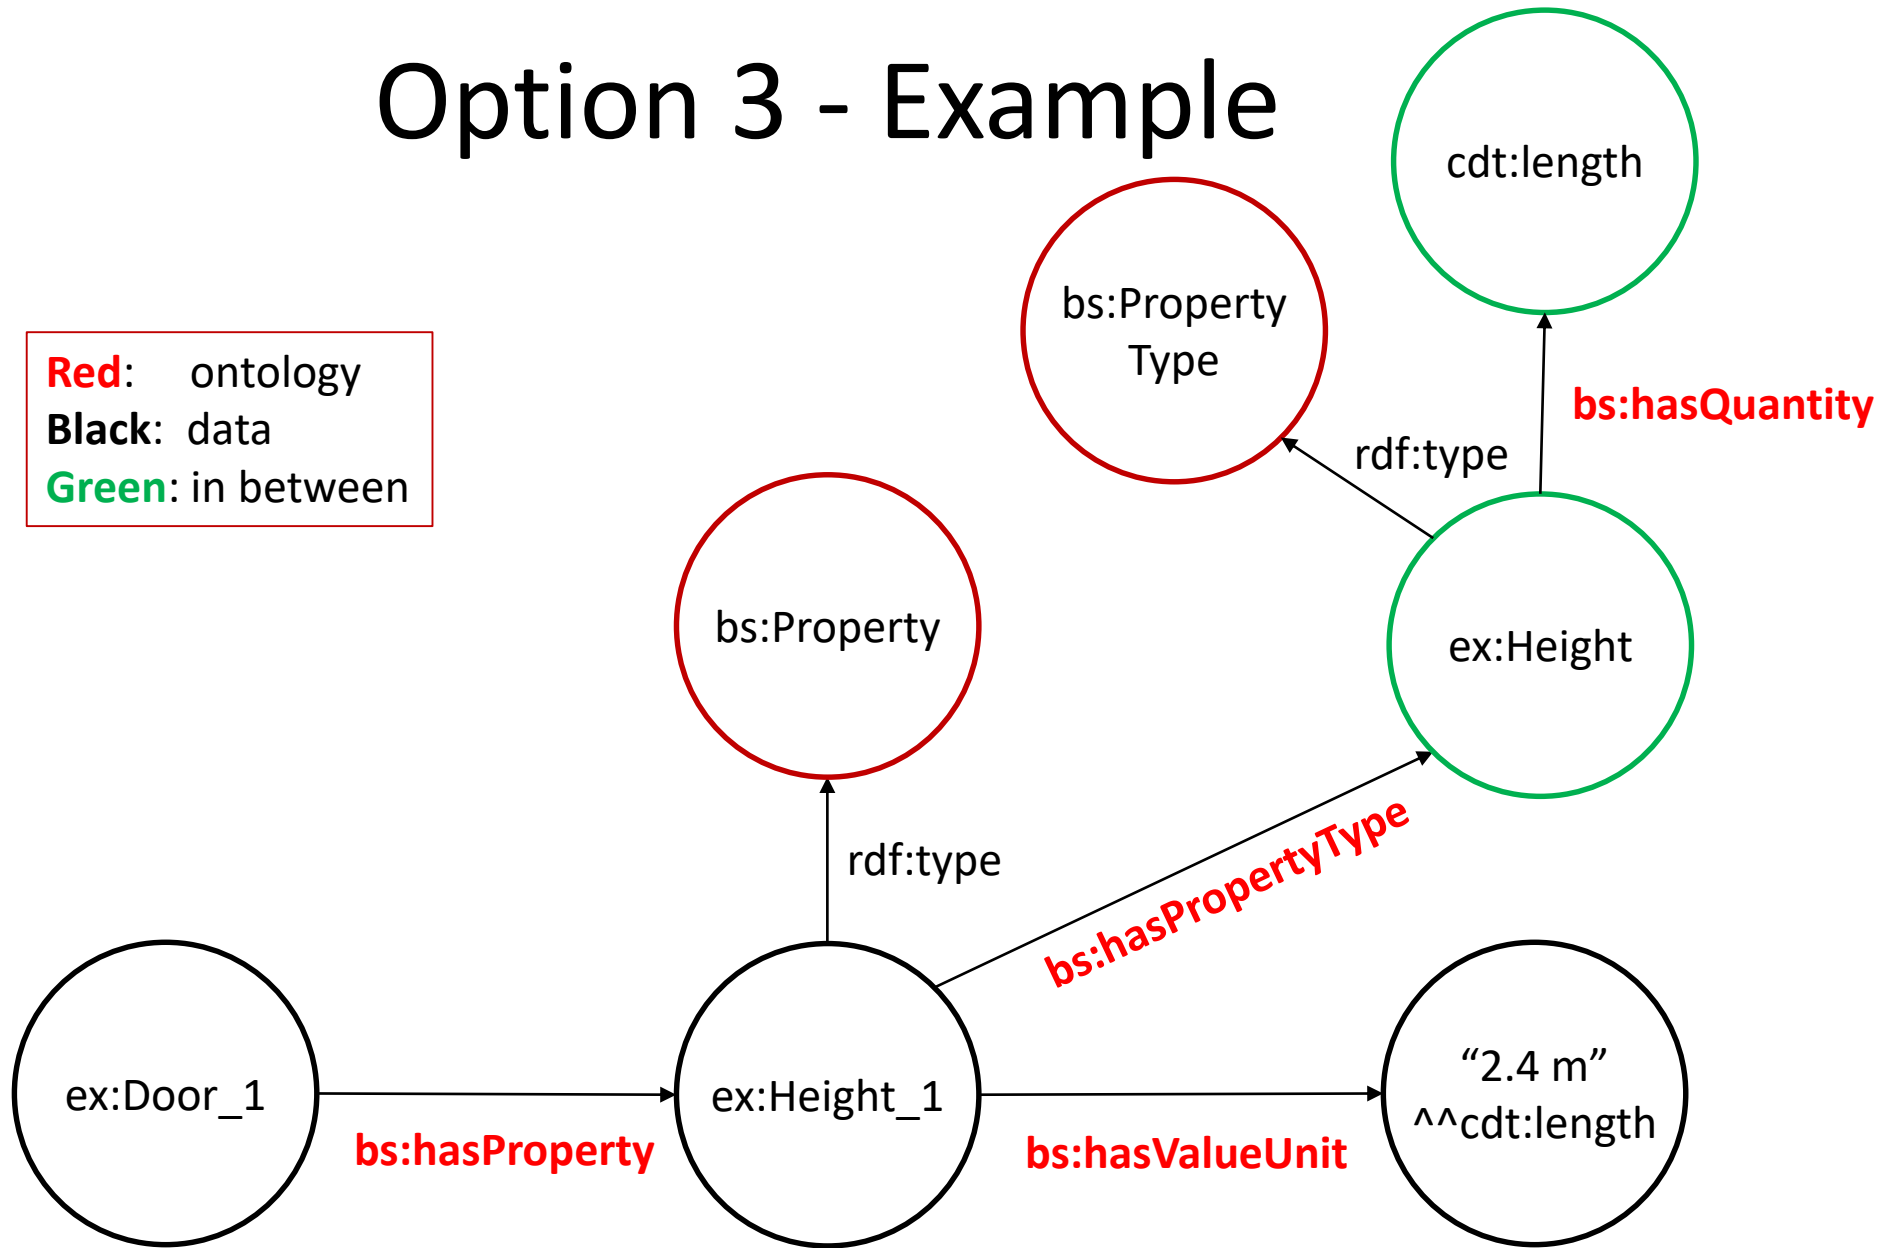 Option 3 - Example
cdt:length
bs:Property
Type
Red: ontology
Black: data
Green: in between
bs:hasQuantity
rdf:type
bs:Property
ex:Height
rdf:type
bs:hasPropertyType
ex:Door_1
ex:Height_1
“2.4 m”
^^cdt:length
bs:hasProperty
bs:hasValueUnit